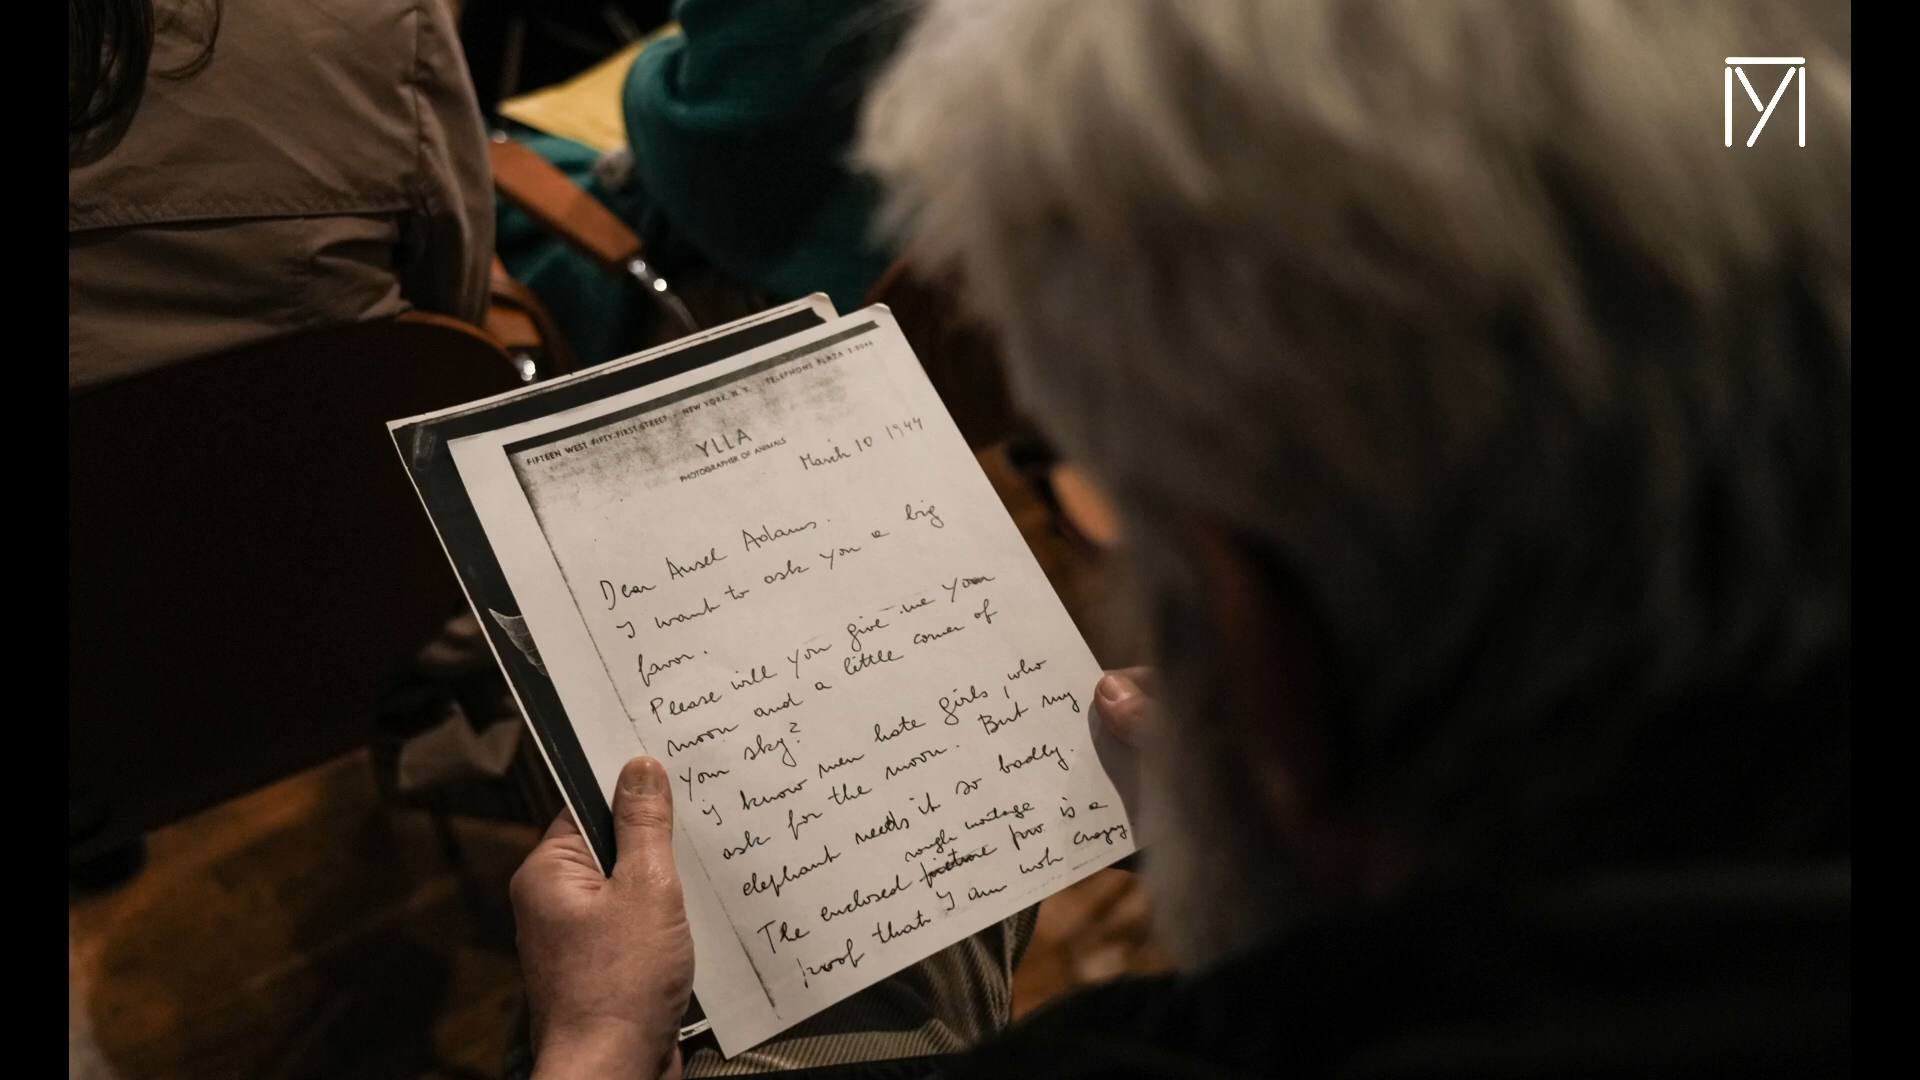 FIFTEEN WEST FIFTY-FIRST STREET · NEW YORK, N. Y. · TELEPHONE PLAZA
YLLA
PHOTOGRAPHER OF ANIMALS
March 10 1944
Dear Ansel Adams.
I want to ask you a big
favor.
Please will you give me your
moon and a little corner of
your sky?
I know men hate girls, who
ask for the moon. But my
elephant needs it so badly.
rough montage
The enclosed picture is a
proof that I am not crazy